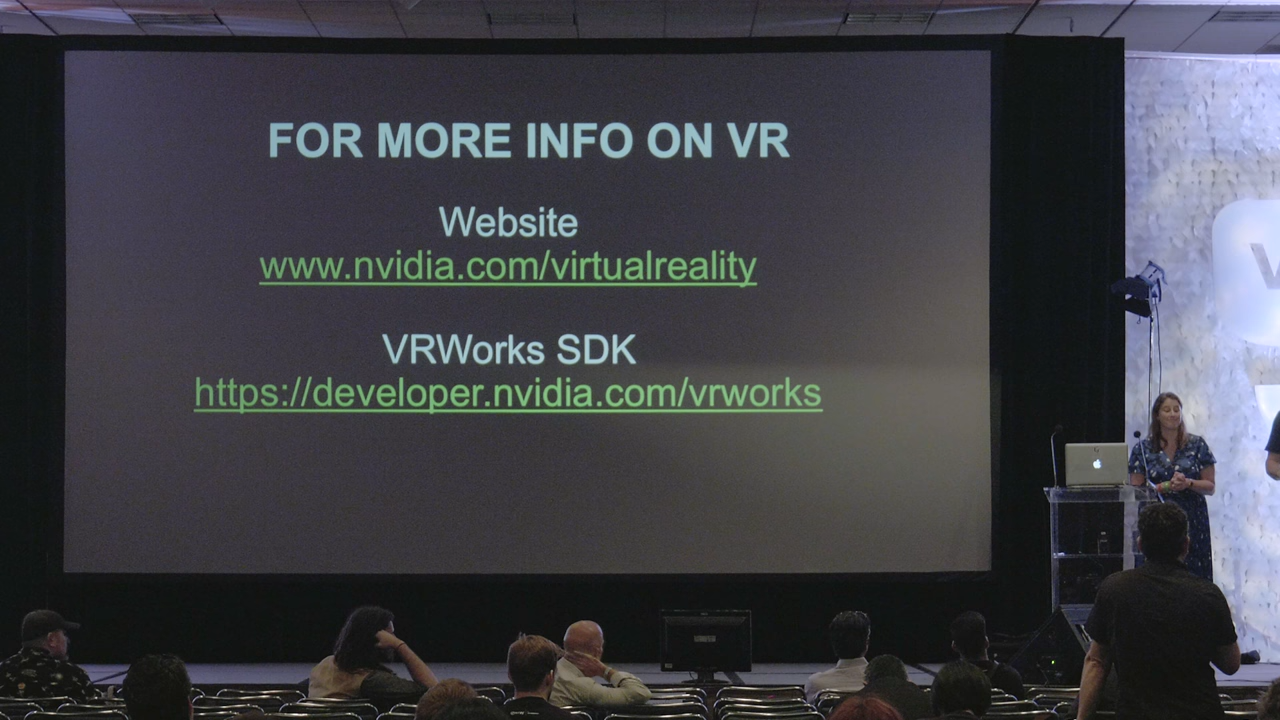 FOR MORE INFO ON VR
Website
www.nvidia.com/virtualreality
VRWorks SDK
https://developer.nvidia.com/vrworks